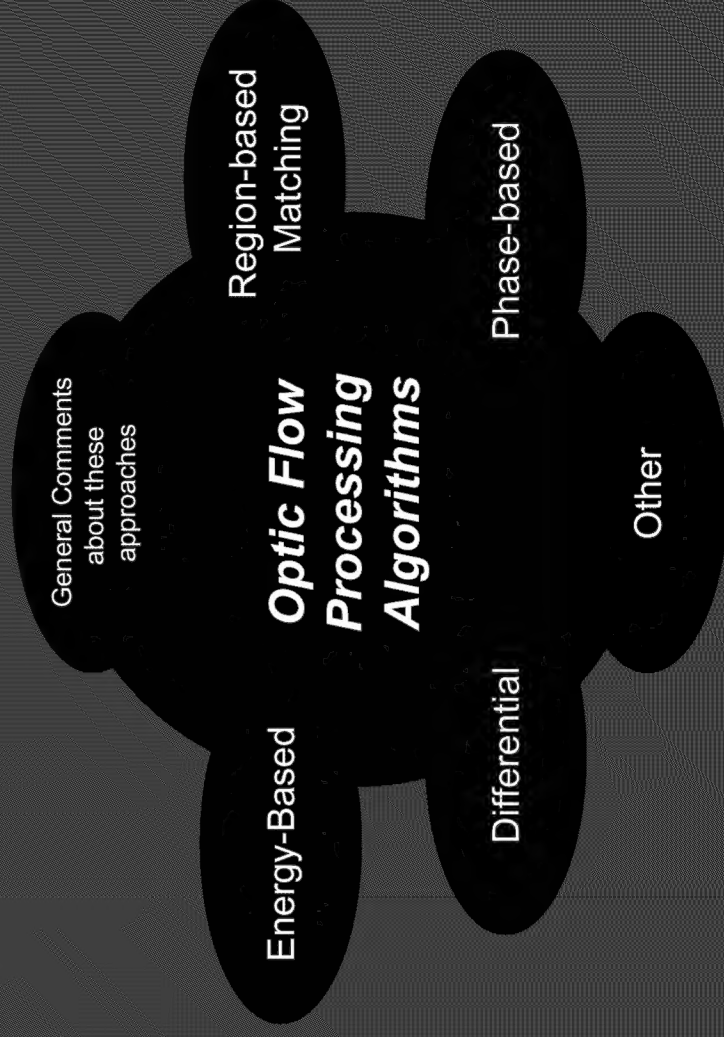 General Comments
about these
approaches
Energy-Based
Region-based
Matching
Optic Flow
Processing
Algorithms
Differential
Phase-based
Other